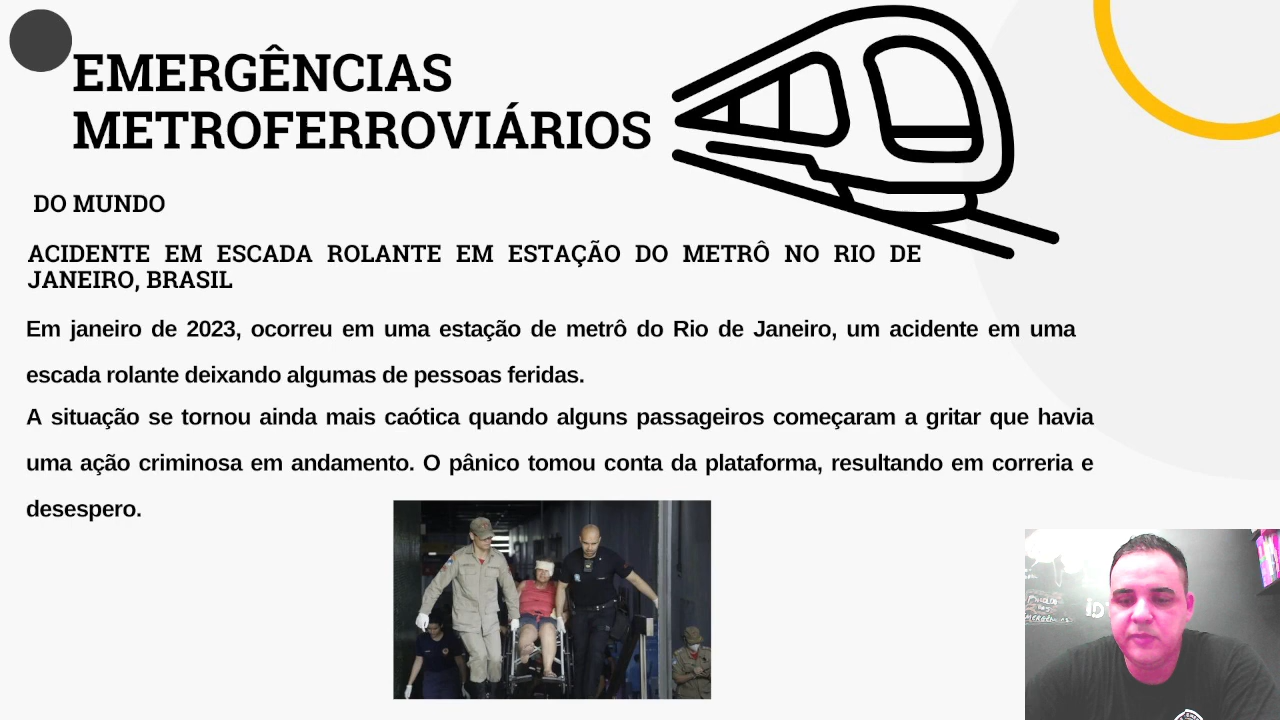 EMERGÊNCIAS
METROFERROVIÁRIOS
DO MUNDO
ACIDENTE EM ESCADA ROLANTE EM ESTAÇÃO DO METRÔ NO RIO DE
JANEIRO, BRASIL
Em janeiro de 2023, ocorreu em uma estação de metrô do Rio de Janeiro, um acidente em uma
escada rolante deixando algumas de pessoas feridas.
A situação se tornou ainda mais caótica quando alguns passageiros começaram a gritar que havia
uma ação criminosa em andamento. O pânico tomou conta da plataforma, resultando em correria e
desespero.